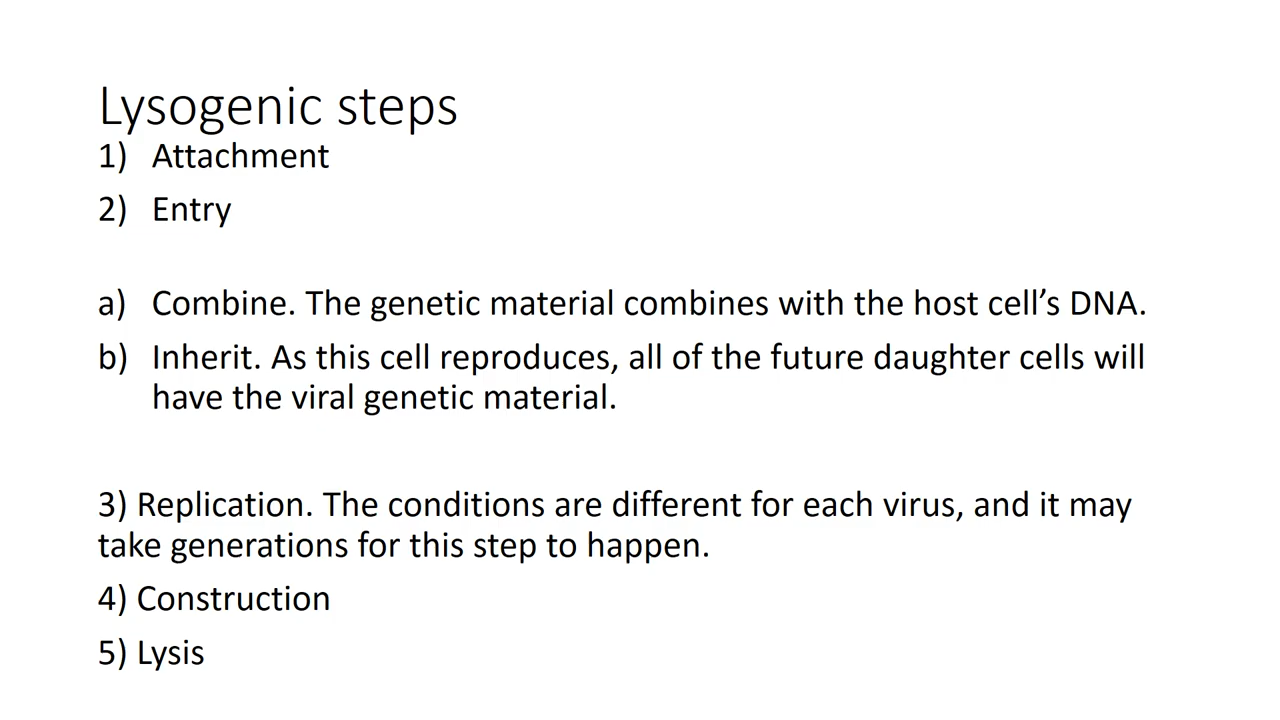 Lysogenic steps
1) Attachment
2) Entry
a) Combine. The genetic material combines with the host cell’s DNA.
b) Inherit. As this cell reproduces, all of the future daughter cells will
have the viral genetic material.
3) Replication. The conditions are different for each virus, and it may
take generations for this step to happen.
4) Construction
5) Lysis